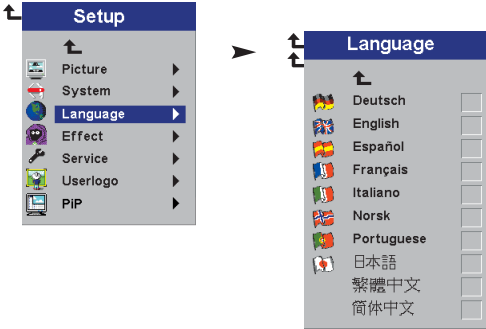 Setup
Picture
System
Language
Effect
Service
Userlogo
PiP
Language
Deutsch
English
Español
Français
Italiano
Norsk
Portuguese
日本語
繁體中文
简体中文